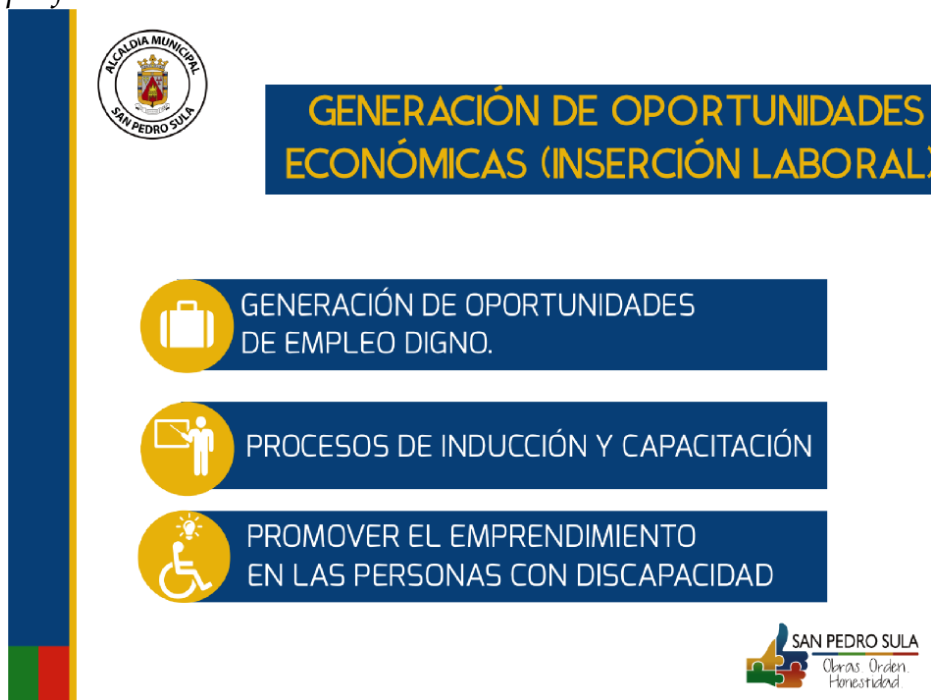 ALCALDIA MUNICIPAL
SAN PEDRO SULA
GENERACIÓN DE OPORTUNIDADES
ECONÓMICAS (INSERCIÓN LABORAL)
GENERACIÓN DE OPORTUNIDADES
DE EMPLEO DIGNO.
PROCESOS DE INDUCCIÓN Y CAPACITACIÓN
PROMOVER EL EMPRENDIMIENTO
EN LAS PERSONAS CON DISCAPACIDAD
SAN PEDRO SULA
Obras. Orden.
Honestidad.